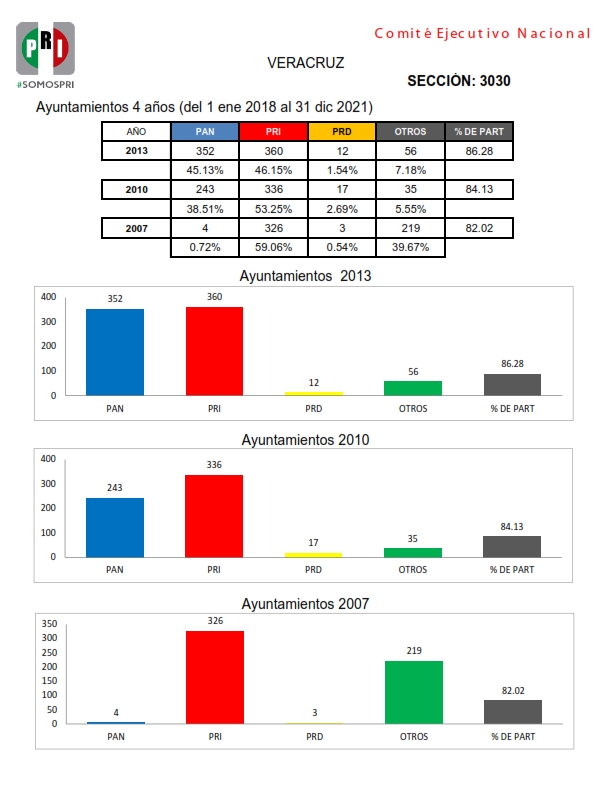 Comité Ejecutivo Nacional
PRI
#SOMOSPRI
VERACRUZ
SECCIÓN: 3030
Ayuntamientos 4 años (del 1 ene 2018 al 31 dic 2021)
AÑO PAN PRI PRD OTROS % DE PART
2013 352 360 12 56 86.28
45.13% 46.15% 1.54% 7.18%
2010 243 336 17 35 84.13
38.51% 53.25% 2.69% 5.55%
2007 4 326 3 219 82.02
0.72% 59.06% 0.54% 39.67%
Ayuntamientos 2013
400
300
200
100
0
352 360 12 56 86.28
PAN PRI PRD OTROS % DE PART
Ayuntamientos 2010
400
300
200
100
0
243 336 17 35 84.13
PAN PRI PRD OTROS % DE PART
Ayuntamientos 2007
350
300
250
200
150
100
50
0
4 326 3 219 82.02
PAN PRI PRD OTROS % DE PART